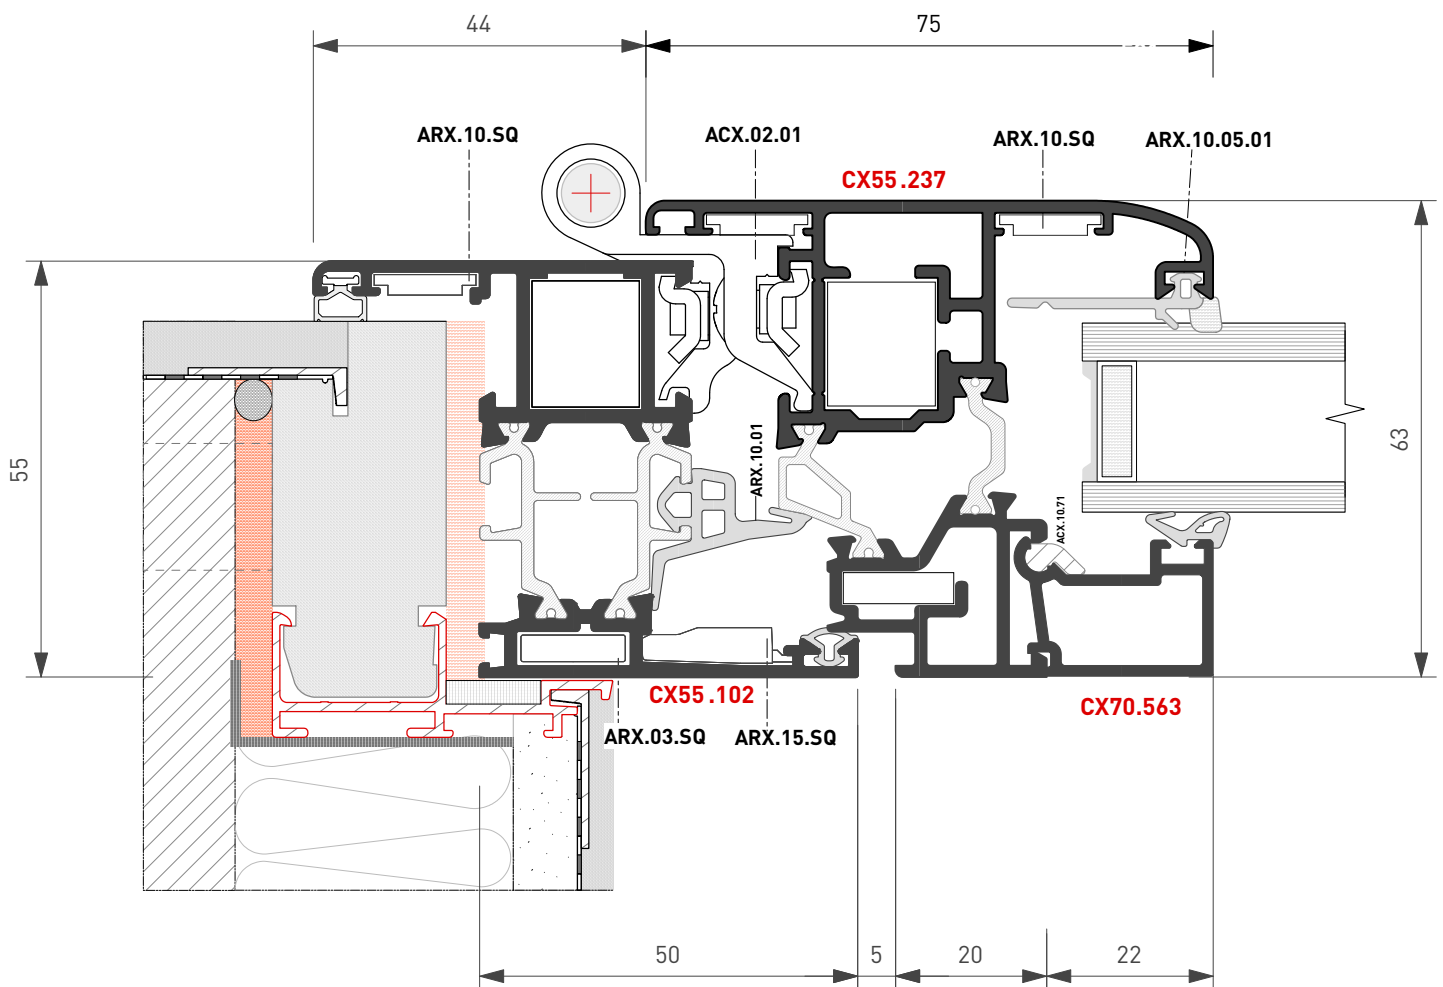 44
75
ARX.10.SQ
ACX.02.01
ARX.10.SQ
ARX.10.05.01
CX55.237
55
63
ARX.10.01
ACX.10.71
CX55.102
CX70.563
ARX.03.SQ
ARX.15.SQ
50
5
20
22